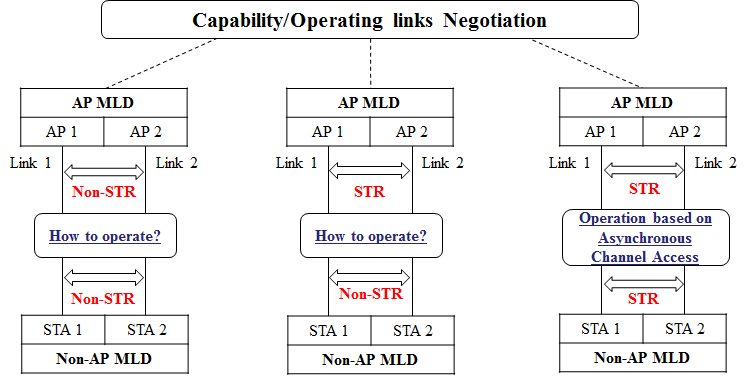 Capability/Operating links Negotiation
AP MLD
AP 1 AP 2
Link 1 Link 2
Non-STR
How to operate?
Non-STR
STA 1 STA 2
Non-AP MLD
AP MLD
AP 1 AP 2
Link 1 Link 2
STR
How to operate?
Non-STR
STA 1 STA 2
Non-AP MLD
AP MLD
AP 1 AP 2
Link 1 Link 2
STR
Operation based on
Asynchronous
Channel Access
STR
STA 1 STA 2
Non-AP MLD